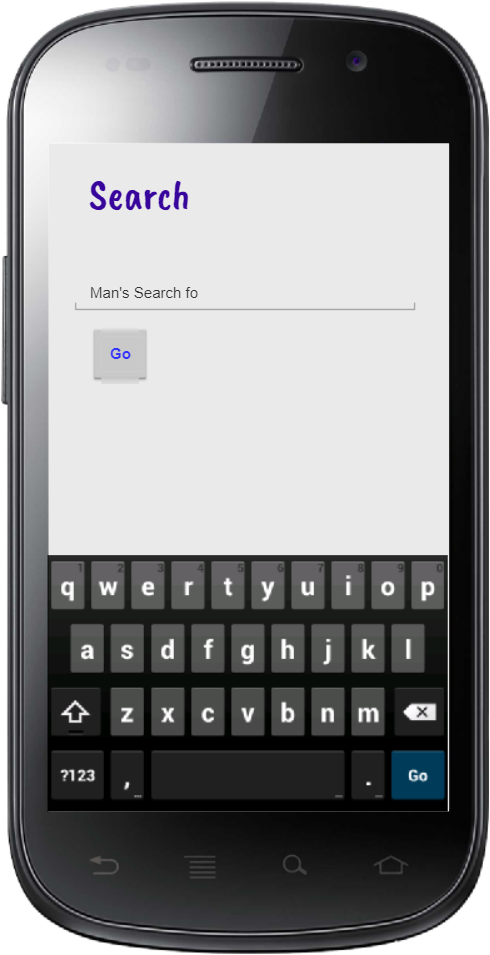 Search
Man's Search fo
Go
1 2 3 4 5 6 7 8 9 0
q w e r t y u i o p
a s d f g h j k l
z x c v b n m
?123 , ... ... . ... Go